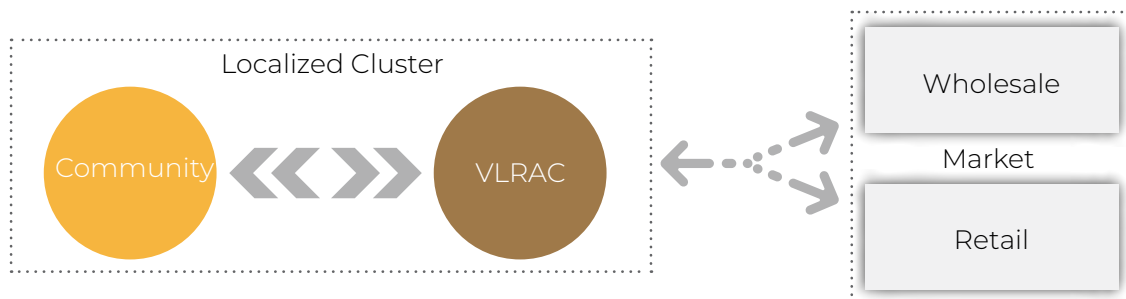 Localized Cluster
Community
VLRAC
Wholesale
Market
Retail